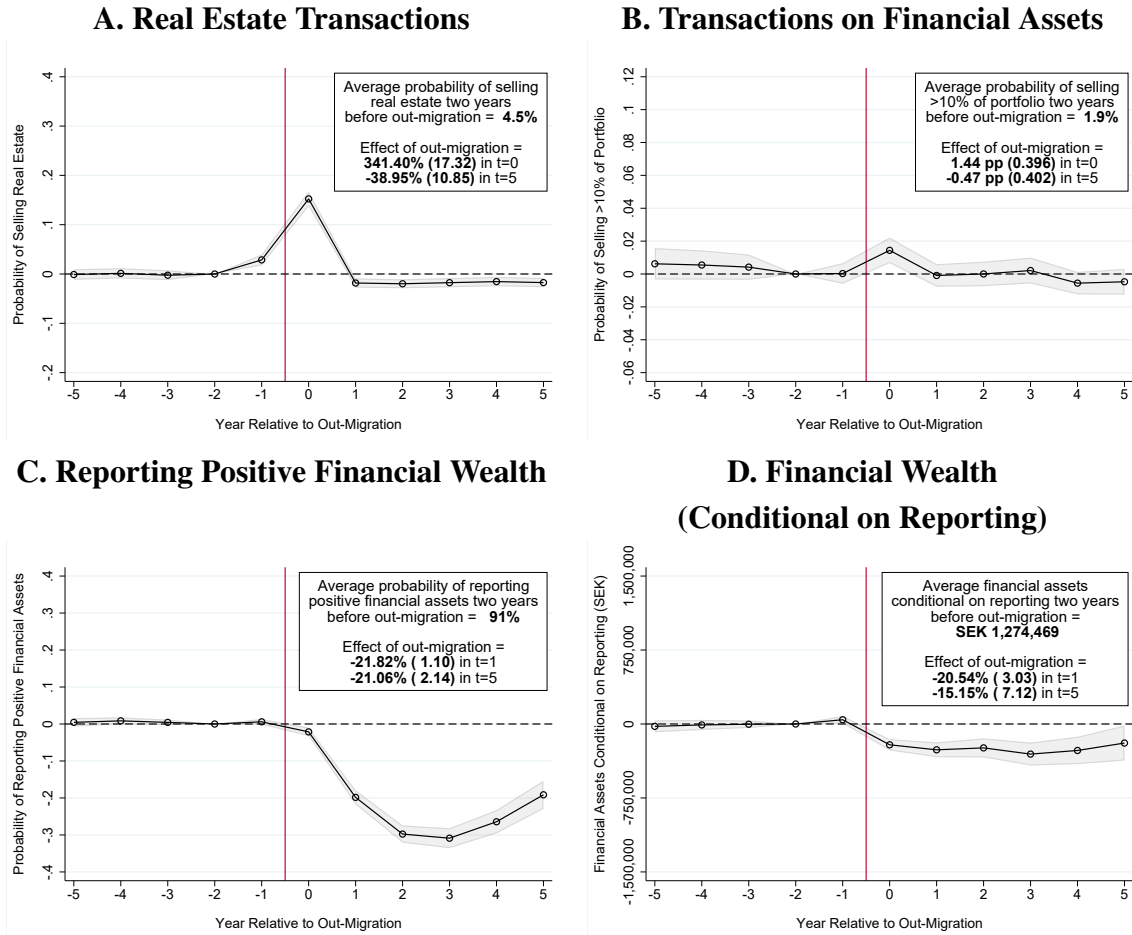 A. Real Estate Transactions
Probability of Selling Real Estate
.4
.3
.2
.1
0
-.1
-.2
Average probability of selling
real estate two years
before out-migration = 4.5%
Effect of out-migration =
341.40% (17.32) in t=0
-38.95% (10.85) in t=5
-5 -4 -3 -2 -1 0 1 2 3 4 5
Year Relative to Out-Migration
B. Transactions on Financial Assets
Probability of Selling >10% of Portfolio
.12
.1
.08
.06
.04
.02
0
-.02
-.04
-.06
Average probability of selling
>10% of portfolio two years
before out-migration = 1.9%
Effect of out-migration =
1.44 pp (0.396) in t=0
-0.47 pp (0.402) in t=5
-5 -4 -3 -2 -1 0 1 2 3 4 5
Year Relative to Out-Migration
C. Reporting Positive Financial Wealth
Probability of Reporting Positive Financial Assets
.4
.3
.2
.1
0
-.1
-.2
-.3
-.4
Average probability of reporting
positive financial assets two years
before out-migration = 91%
Effect of out-migration =
-21.82% ( 1.10) in t=1
-21.06% ( 2.14) in t=5
-5 -4 -3 -2 -1 0 1 2 3 4 5
Year Relative to Out-Migration
D. Financial Wealth
(Conditional on Reporting)
Financial Assets Conditional on Reporting (SEK)
1,500,000
750,000
0
-750,000
-1,500,000
Average financial assets
conditional on reporting two years
before out-migration =
SEK 1,274,469
Effect of out-migration =
-20.54% ( 3.03) in t=1
-15.15% ( 7.12) in t=5
-5 -4 -3 -2 -1 0 1 2 3 4 5
Year Relative to Out-Migration